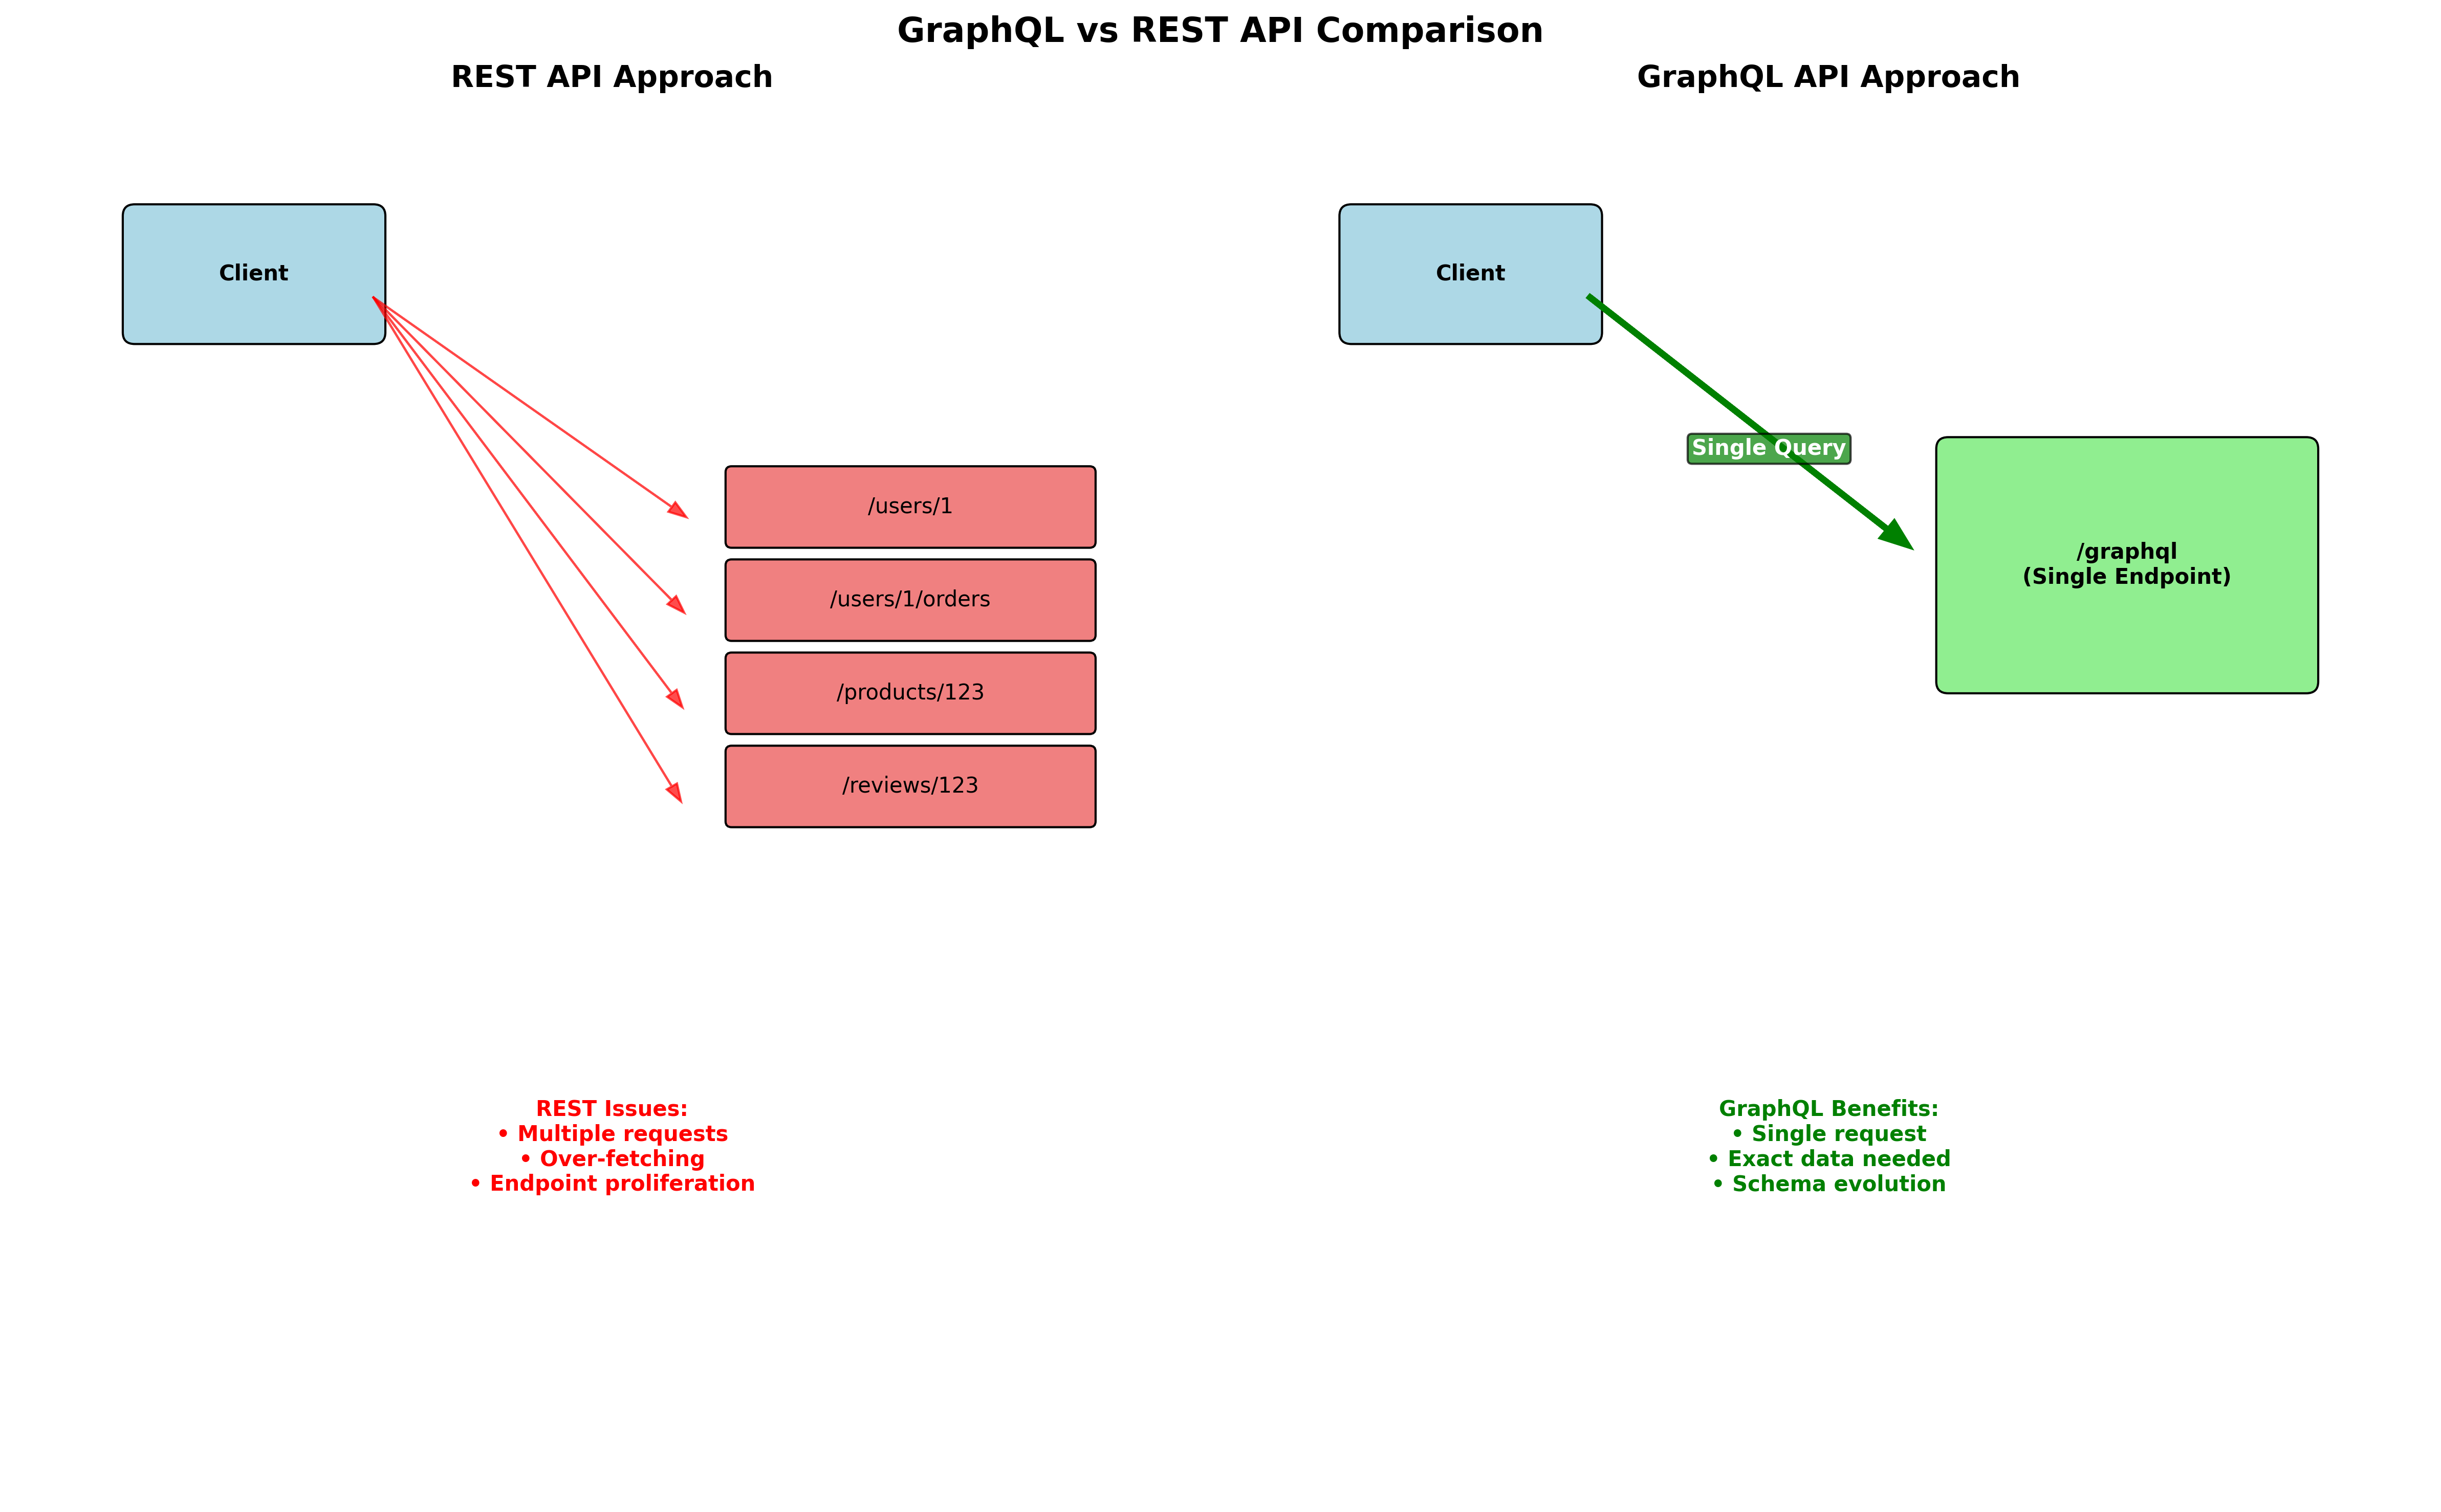 GraphQL vs REST API Comparison
REST API Approach
Client
/users/1
/users/1/orders
/products/123
/reviews/123
REST Issues:
• Multiple requests
• Over-fetching
• Endpoint proliferation
GraphQL API Approach
Client
Single Query
/graphql
(Single Endpoint)
GraphQL Benefits:
• Single request
• Exact data needed
• Schema evolution